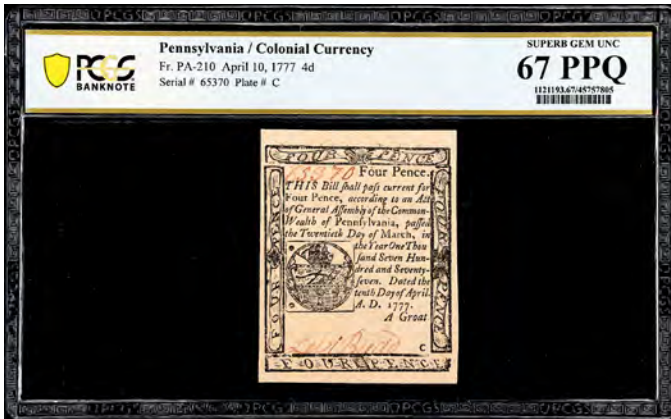 PCGS
BANKNOTE
Pennsylvania / Colonial Currency
Fr. PA-210 April 10, 1777 4d
Serial # 65370 Plate # C
SUPERB GEM UNC
67 PPQ
1121193.67/45757805
FOUR PENCE
65370 Four Pence.
THIS Bill ſhall paſs current for
Four Pence, according to an Act
of General Aſſembly of the Common-
Wealth of Pennſylvania, paſſed
the Twentieth Day of March, in
the Year One Thou
ſand Seven Hun-
dred and Seventy-
ſeven. Dated the
tenth Day of April.
A. D. 1777.
A Groat
C
FOUR PENCE
FOUR PENCE
FOUR PENCE